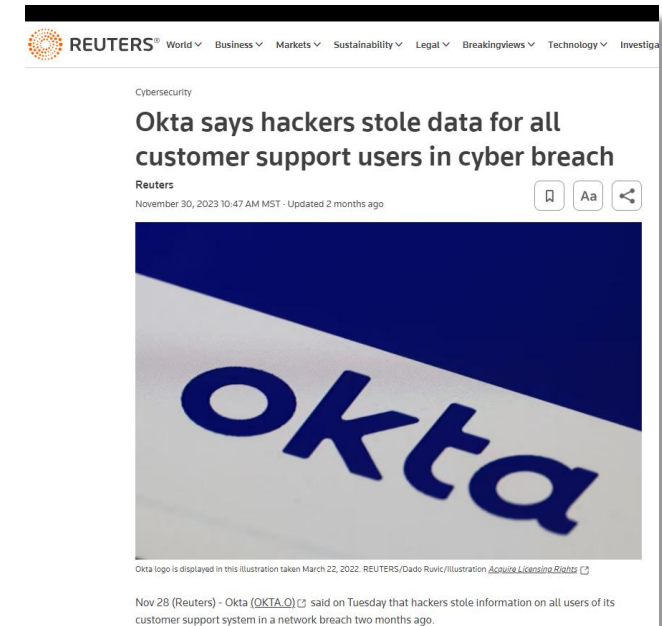 REUTERS®
World Business Markets Sustainability Legal Breakingviews Technology Investiga
Cybersecurity
Okta says hackers stole data for all
customer support users in cyber breach
Reuters
November 30, 2023 10:47 AM MST · Updated 2 months ago
Aa
okta
Okta logo is displayed in this illustration taken March 22, 2022. REUTERS/Dado Ruvic/Illustration Acquire Licensing Rights
Nov 28 (Reuters) - Okta (OKTA.O) said on Tuesday that hackers stole information on all users of its
customer support system in a network breach two months ago.